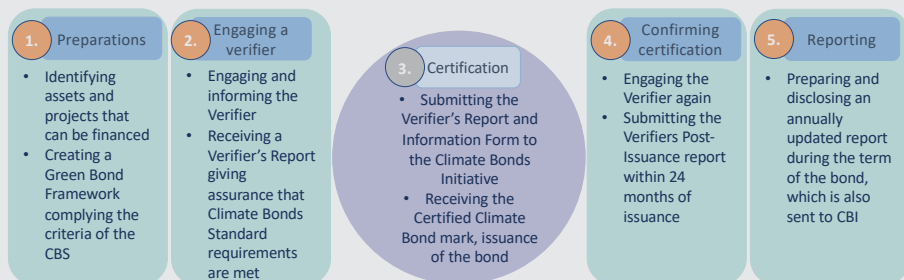 1. Preparations
• Identifying
assets and
projects that
can be financed
• Creating a
Green Bond
Framework
complying the
criteria of the
CBS
2. Engaging a
verifier
• Engaging and
informing the
Verifier
• Receiving a
Verifier's Report
giving
assurance that
Climate Bonds
Standard
requirements
are met
3. Certification
• Submitting the
Verifier's Report and
Information Form to
the Climate Bonds
Initiative
• Receiving the
Certified Climate
Bond mark, issuance
of the bond
4. Confirming
certification
• Engaging the
Verifier again
• Submitting the
Verifiers Post-
Issuance report
within 24
months of
issuance
5. Reporting
• Preparing and
disclosing an
annually
updated report
during the term
of the bond,
which is also
sent to CBI